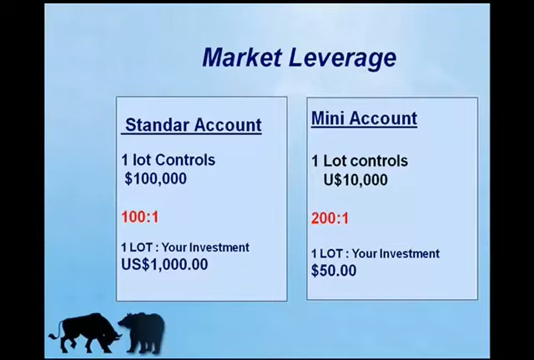 Market Leverage
Standar Account
1 lot Controls
$100,000
100:1
1 LOT : Your Investment
US$1,000.00
Mini Account
1 Lot controls
U$10,000
200:1
1 LOT : Your Investment
$50.00